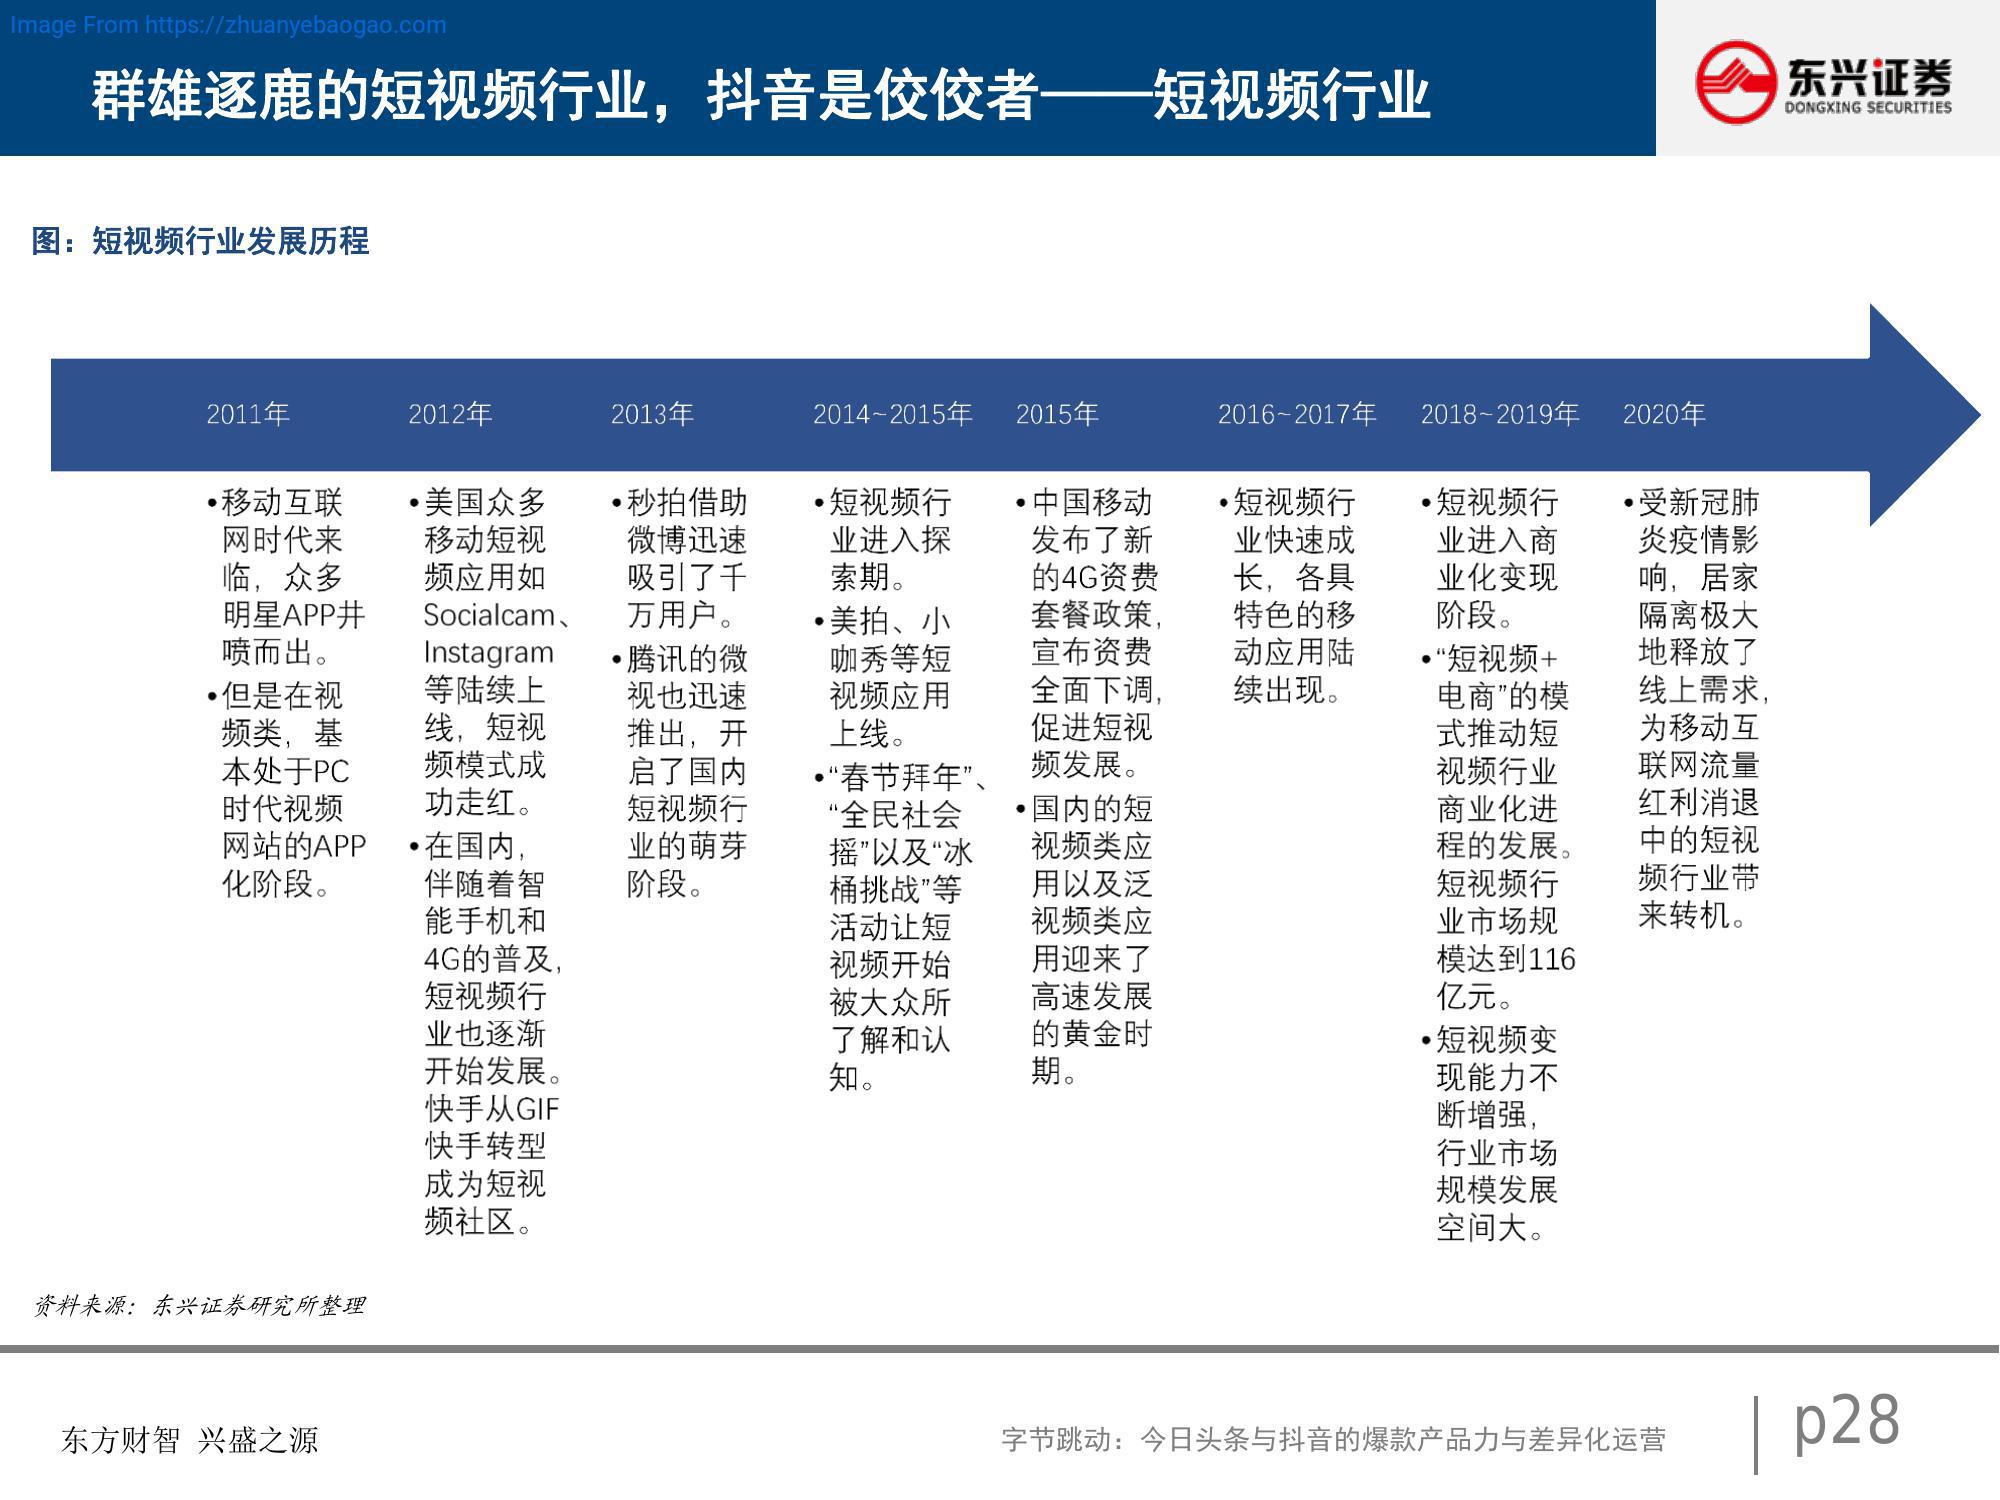 Image From https://zhuanyebaogao.com
群雄逐鹿的短视频行业，抖音是佼佼者——短视频行业
东兴证券
DONGXING SECURITIES
图：短视频行业发展历程
2011年
•移动互联
网时代来
临，众多
明星APP井
喷而出。
•但是在视
频类，基
本处于PC
时代视频
网站的APP
化阶段。
2012年
•美国众多
移动短视
频应用如
Socialcam、
Instagram
等陆续上
线，短视
频模式成
功走红。
•在国内，
伴随着智
能手机和
4G的普及，
短视频行
业也逐渐
开始发展。
快手从GIF
快手转型
成为短视
频社区。
2013年
•秒拍借助
微博迅速
吸引了千
万用户。
•腾讯的微
视也迅速
推出，开
启了国内
短视频行
业的萌芽
阶段。
2014~2015年
•短视频行
业进入探
索期。
•美拍、小
咖秀等短
视频应用
上线。
•“春节拜年”、
“全民社会
摇”以及“冰
桶挑战”等
活动让短
视频开始
被大众所
了解和认
知。
2015年
•中国移动
发布了新
的4G资费
套餐政策，
宣布资费
全面下调，
促进短视
频发展。
•国内的短
视频类应
用以及泛
视频类应
用迎来了
高速发展
的黄金时
期。
2016~2017年
•短视频行
业快速成
长，各具
特色的移
动应用陆
续出现。
2018~2019年
•短视频行
业进入商
业化变现
阶段。
•“短视频+
电商”的模
式推动短
视频行业
商业化进
程的发展。
短视频行
业市场规
模达到116
亿元。
•短视频变
现能力不
断增强，
行业市场
规模发展
空间大。
2020年
•受新冠肺
炎疫情影
响，居家
隔离极大
地释放了
线上需求，
为移动互
联网流量
红利消退
中的短视
频行业带
来转机。
资料来源：东兴证券研究所整理
东方财智 兴盛之源
字节跳动：今日头条与抖音的爆款产品力与差异化运营
p28